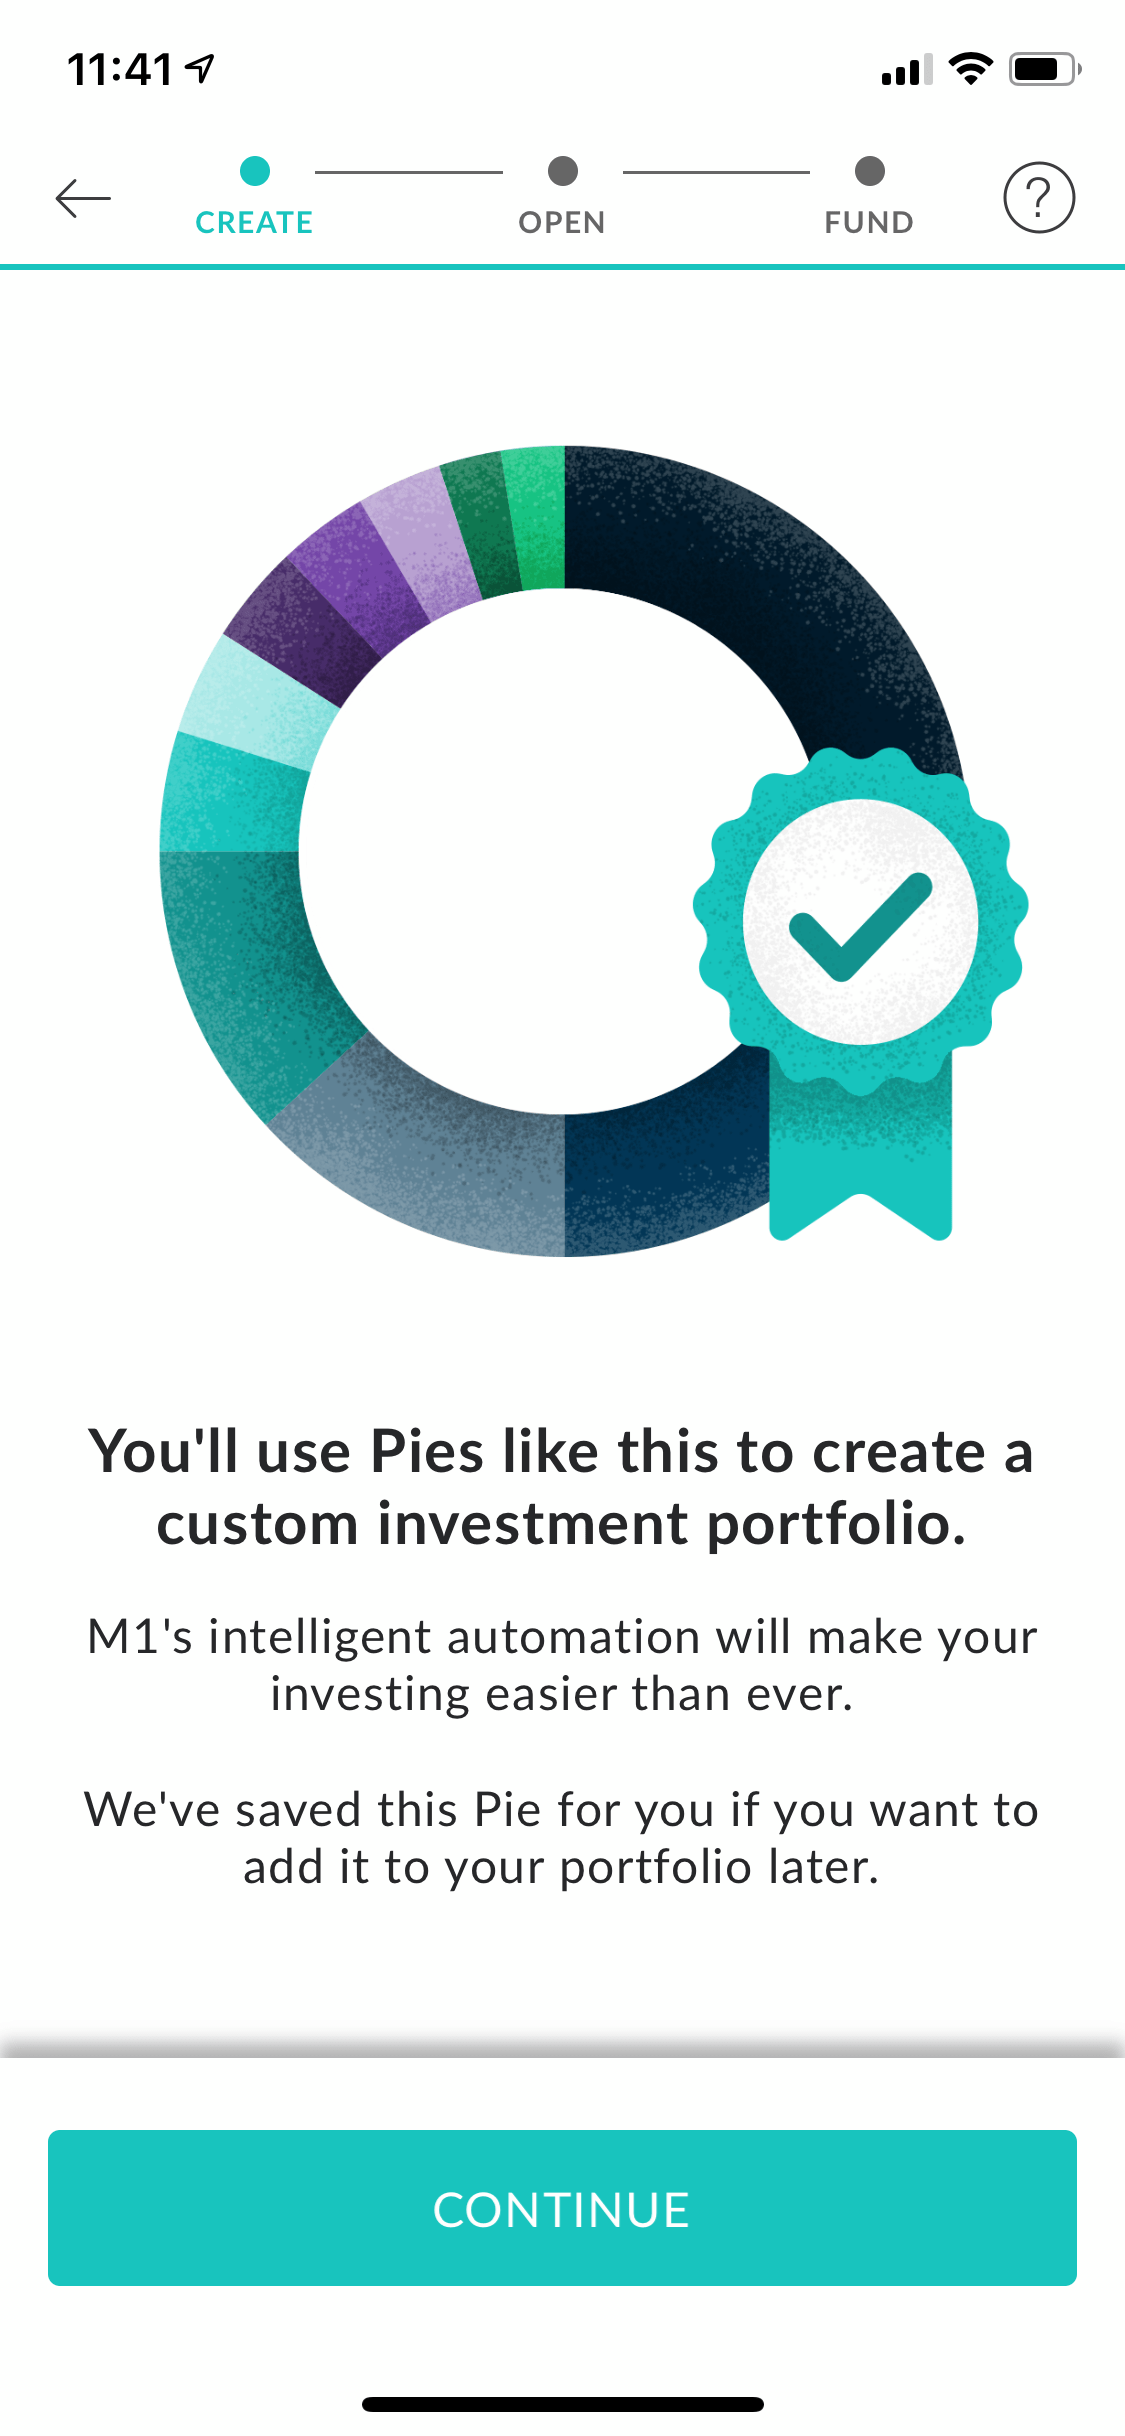 11:41
CREATE
OPEN
FUND
?
You'll use Pies like this to create a
custom investment portfolio.
M1's intelligent automation will make your
investing easier than ever.
We've saved this Pie for you if you want to
add it to your portfolio later.
CONTINUE